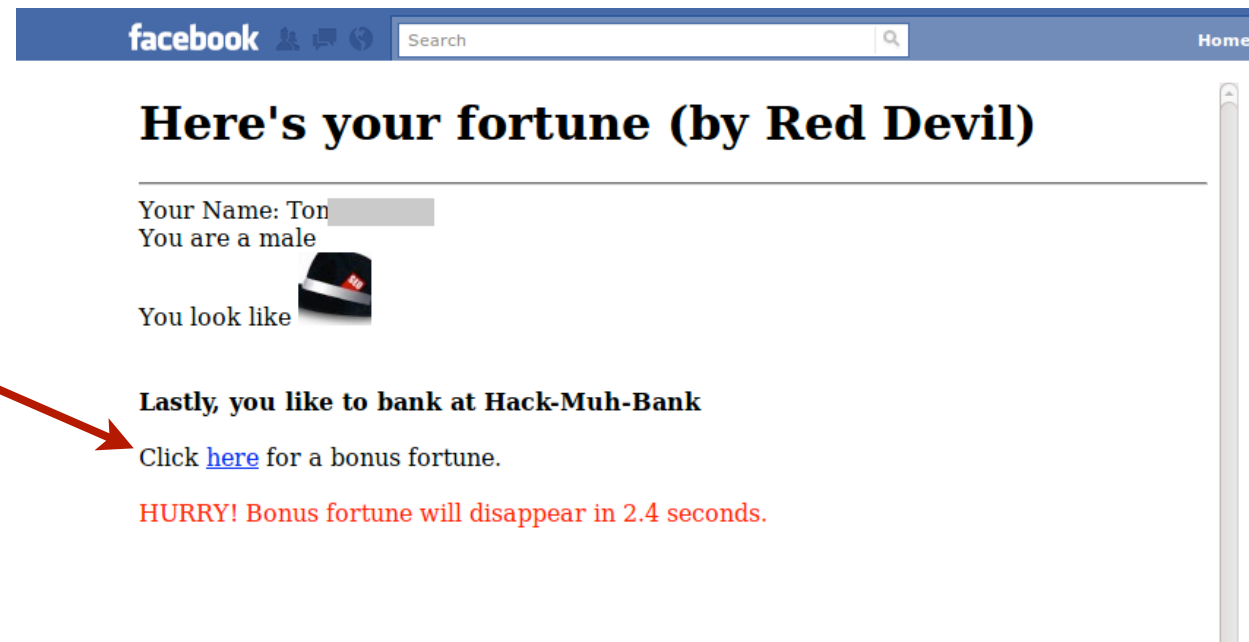 facebook Search Home
Here's your fortune (by Red Devil)
Your Name: Ton
You are a male
SEO
You look like
Lastly, you like to bank at Hack-Muh-Bank
Click here for a bonus fortune.
HURRY! Bonus fortune will disappear in 2.4 seconds.